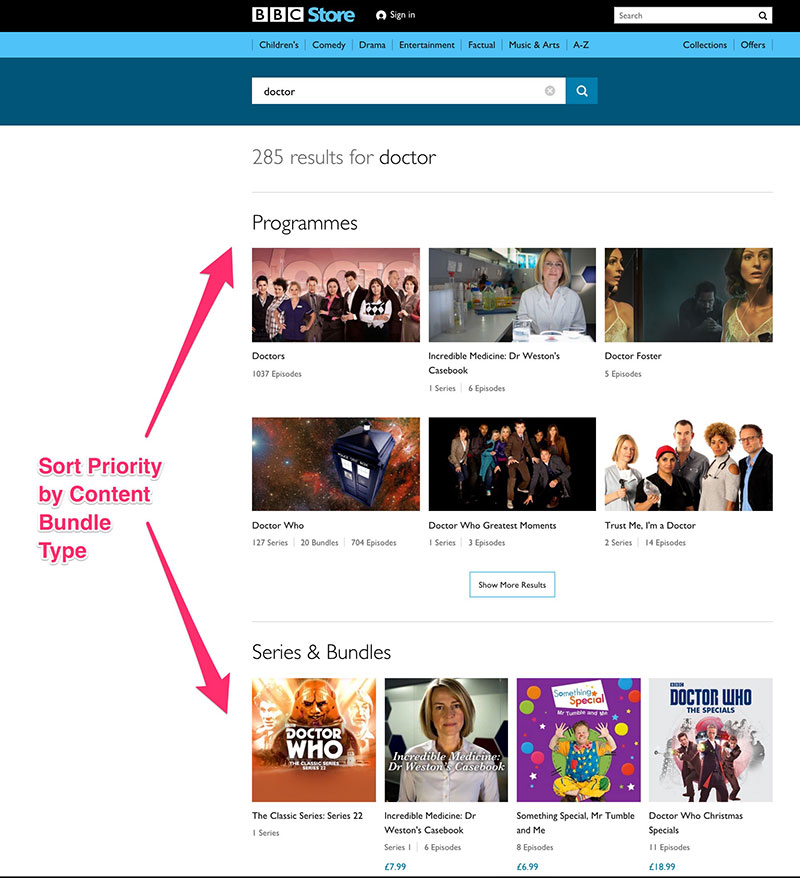 BBC Store
Sign in
Search
Children's Comedy Drama Entertainment Factual Music & Arts A-Z Collections Offers
doctor
285 results for doctor
Programmes
DOCTO
Doctors
1037 Episodes
Incredible Medicine: Dr Weston's
Casebook
1 Series 6 Episodes
Doctor Foster
5 Episodes
Doctor Who
127 Series 20 Bundles 704 Episodes
Doctor Who Greatest Moments
1 Series 3 Episodes
Trust Me, I'm a Doctor
2 Series 14 Episodes
Sort Priority
by Content
Bundle
Type
Show More Results
Series & Bundles
DOCTOR
WHO
THE CLASSIC SERIES
SERIES 22
The Classic Series: Series 22
1 Series
Incredible Medicine:
Dr Weston's Casebook
Incredible Medicine: Dr
Weston's Casebook
Series 1 6 Episodes
£7.99
Something
Special
Mr Tumble and Me
Something Special, Mr Tumble
and Me
8 Episodes
£6.99
BBC
DOCTOR WHO
THE SPECIALS
Doctor Who Christmas
Specials
11 Episodes
£18.99